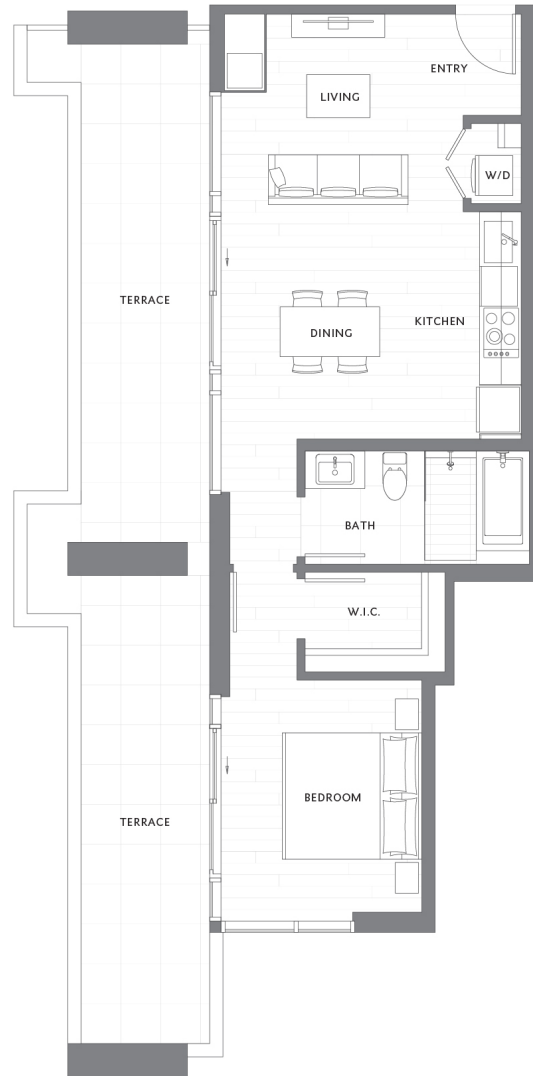 ENTRY
LIVING
W/D
TERRACE
KITCHEN
DINING
BATH
W.I.C.
BEDROOM
TERRACE